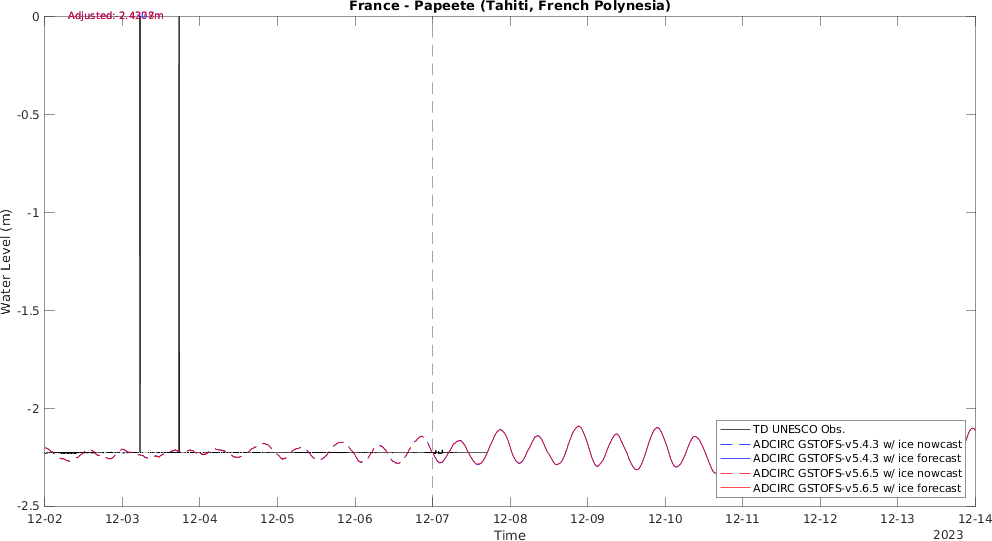 France - Papeete (Tahiti, French Polynesia)
0
-0.5
-1
-1.5
-2
-2.5
Water Level (m)
TD UNESCO Obs.
ADCIRC GSTOFS-v5.4.3 w/ ice nowcast
ADCIRC GSTOFS-v5.4.3 w/ ice forecast
ADCIRC GSTOFS-v5.6.5 w/ ice nowcast
ADCIRC GSTOFS-v5.6.5 w/ ice forecast
12-02 12-03 12-04 12-05 12-06 12-07 12-08 12-09 12-10 12-11 12-12 12-13 12-14
Time
2023
Adjusted: